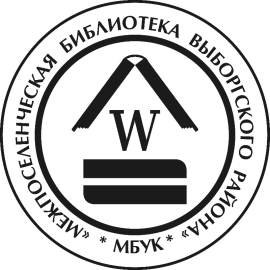 «МЕЖПОСЕЛЕНЧЕСКАЯ БИБЛИОТЕКА ВЫБОРГСКОГО РАЙОНА»
W
* МБУК *